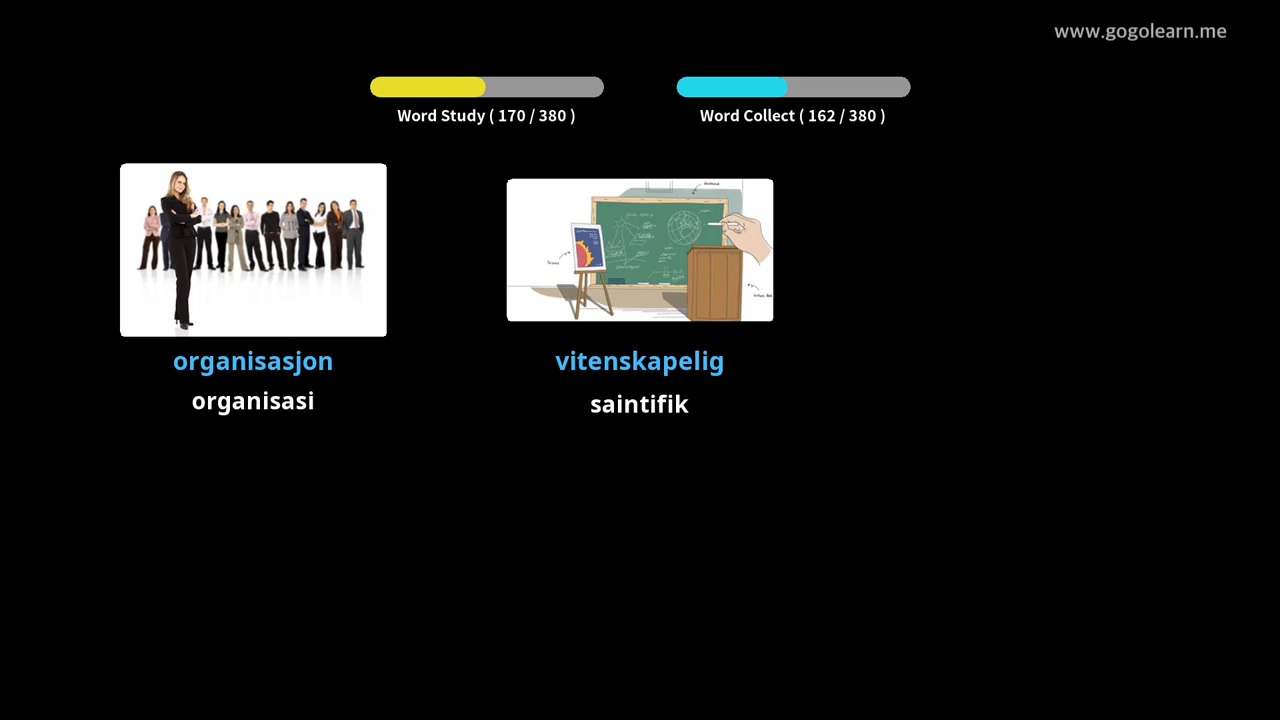 www.gogolearn.me
Word Study ( 170 / 380 )
Word Collect ( 162 / 380 )
organisasjon
organisasi
vitenskapelig
saintifik